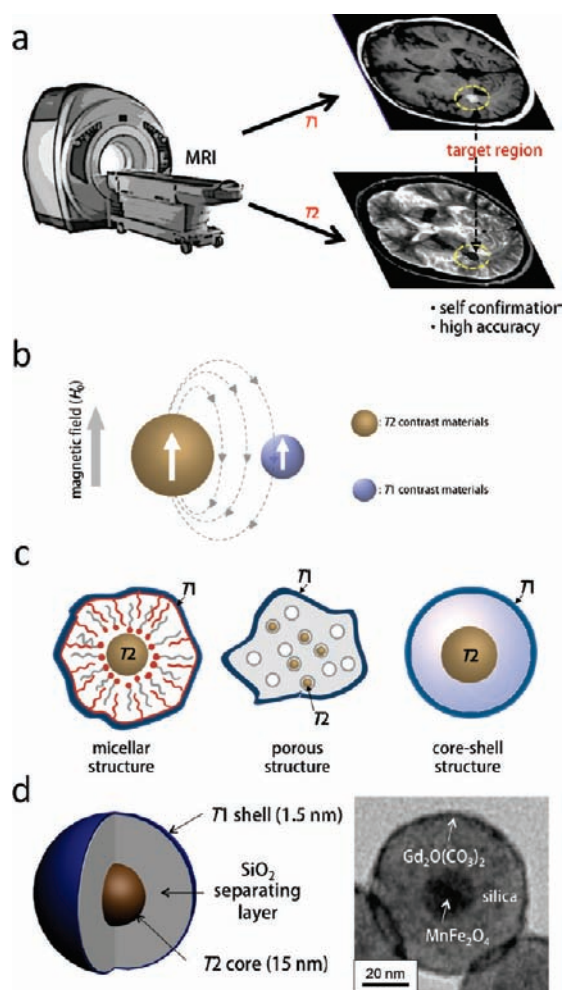 a
MRI
T1
T2
target region
• self confirmation
• high accuracy
b
magnetic field (H₀)
: T2 contrast materials
: T1 contrast materials
c
T1
T2
micellar
structure
T1
T2
porous
structure
T1
T2
core-shell
structure
d
T1 shell (1.5 nm)
SiO₂
separating
layer
T2 core (15 nm)
Gd₂O(CO₃)₂
silica
MnFe₂O₄
20 nm